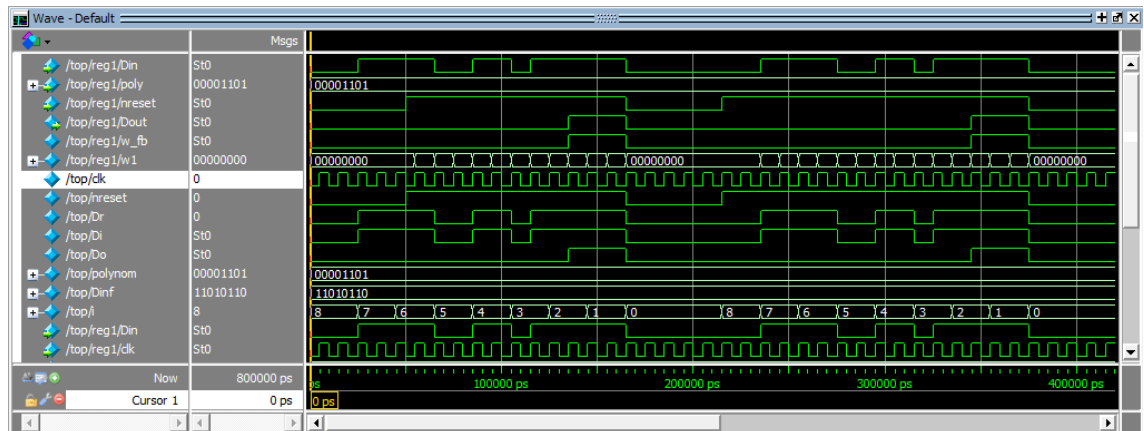 Wave - Default
Msgs
/top/reg1/Din St0
/top/reg1/poly 00001101 00001101
/top/reg1/nreset St0
/top/reg1/Dout St0
/top/reg1/w_fb St0
/top/reg1/w1 00000000 00000000 00000000 00000000
/top/clk 0
/top/nreset 0
/top/Dr 0
/top/Di St0
/top/Do St0
/top/polynom 00001101 00001101
/top/Dinf 11010110 11010110
/top/i 8 8 7 6 5 4 3 2 1 0 8 7 6 5 4 3 2 1 0
/top/reg1/Din St0
/top/reg1/clk St0
Now 800000 ps ps 100000 ps 200000 ps 300000 ps 400000 ps
Cursor 1 0 ps 0 ps